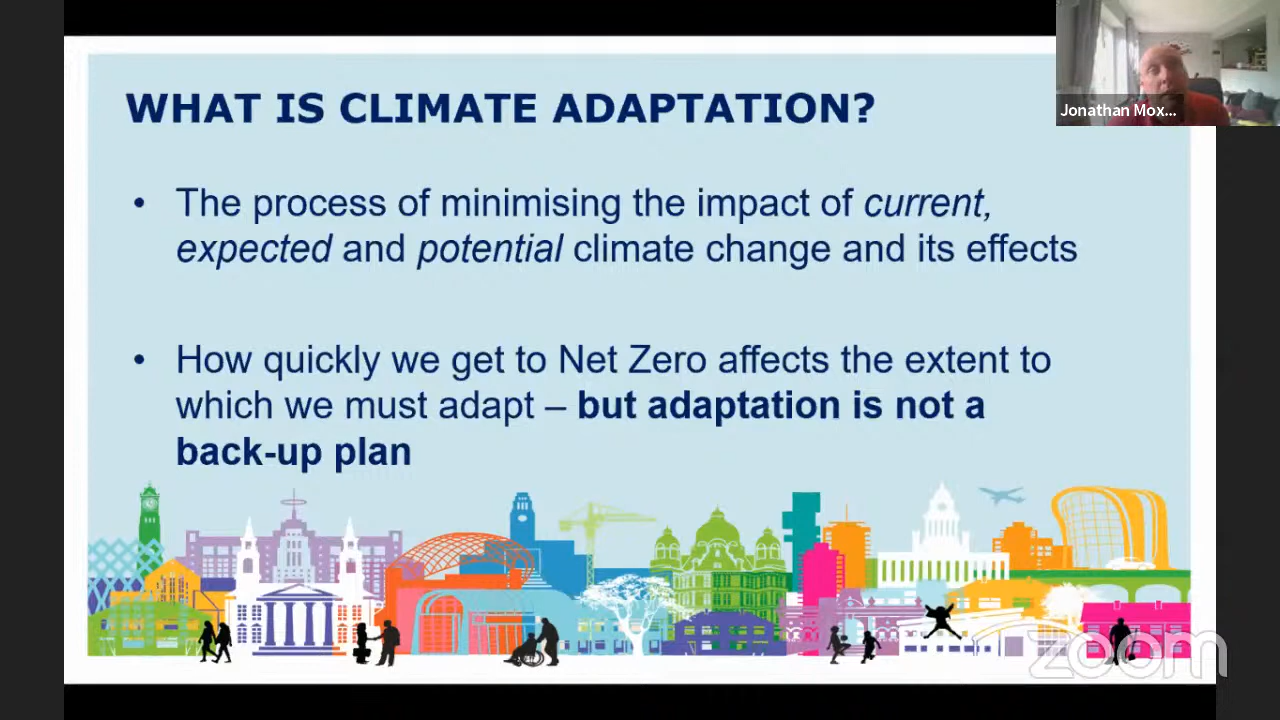 WHAT IS CLIMATE ADAPTATION?
Jonathan Mox...
• The process of minimising the impact of current,
expected and potential climate change and its effects
• How quickly we get to Net Zero affects the extent to
which we must adapt – but adaptation is not a
back-up plan
zoom